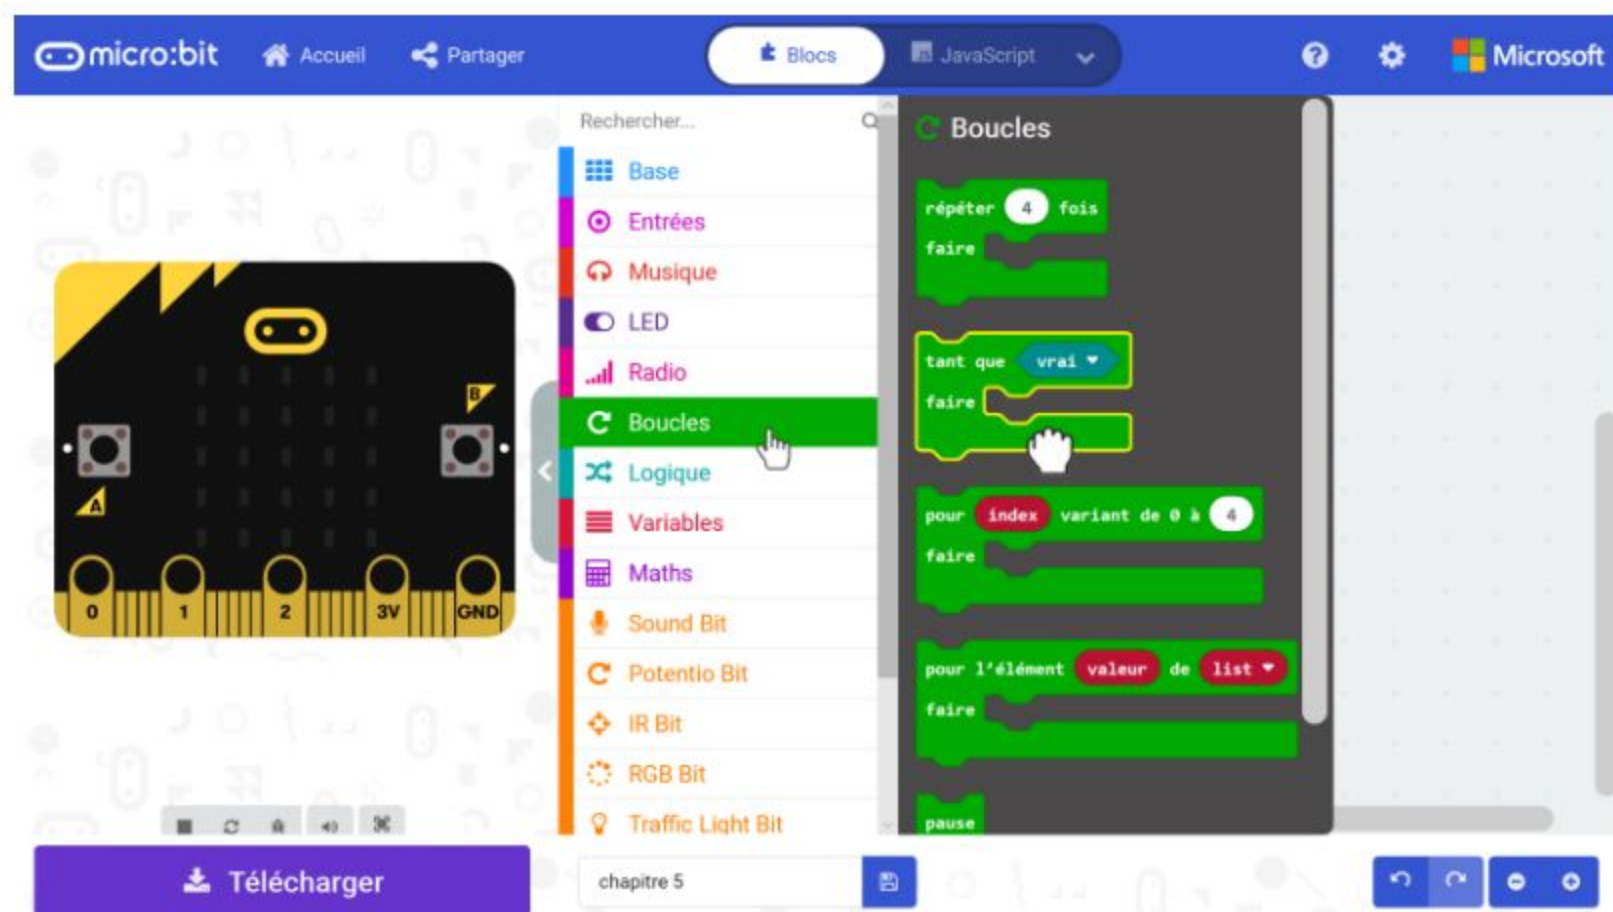 micro:bit Accueil Partager Blocs JavaScript Microsoft
Rechercher...
Base
Entrées
Musique
LED
Radio
Boucles
Logique
Variables
Maths
Sound Bit
Potentio Bit
IR Bit
RGB Bit
Traffic Light Bit
Boucles
répéter 4 fois
faire
tant que vrai
faire
pour index variant de 0 à 4
faire
pour l'élément valeur de list
faire
pause
B
A
0 1 2 3V GND
Télécharger
chapitre 5